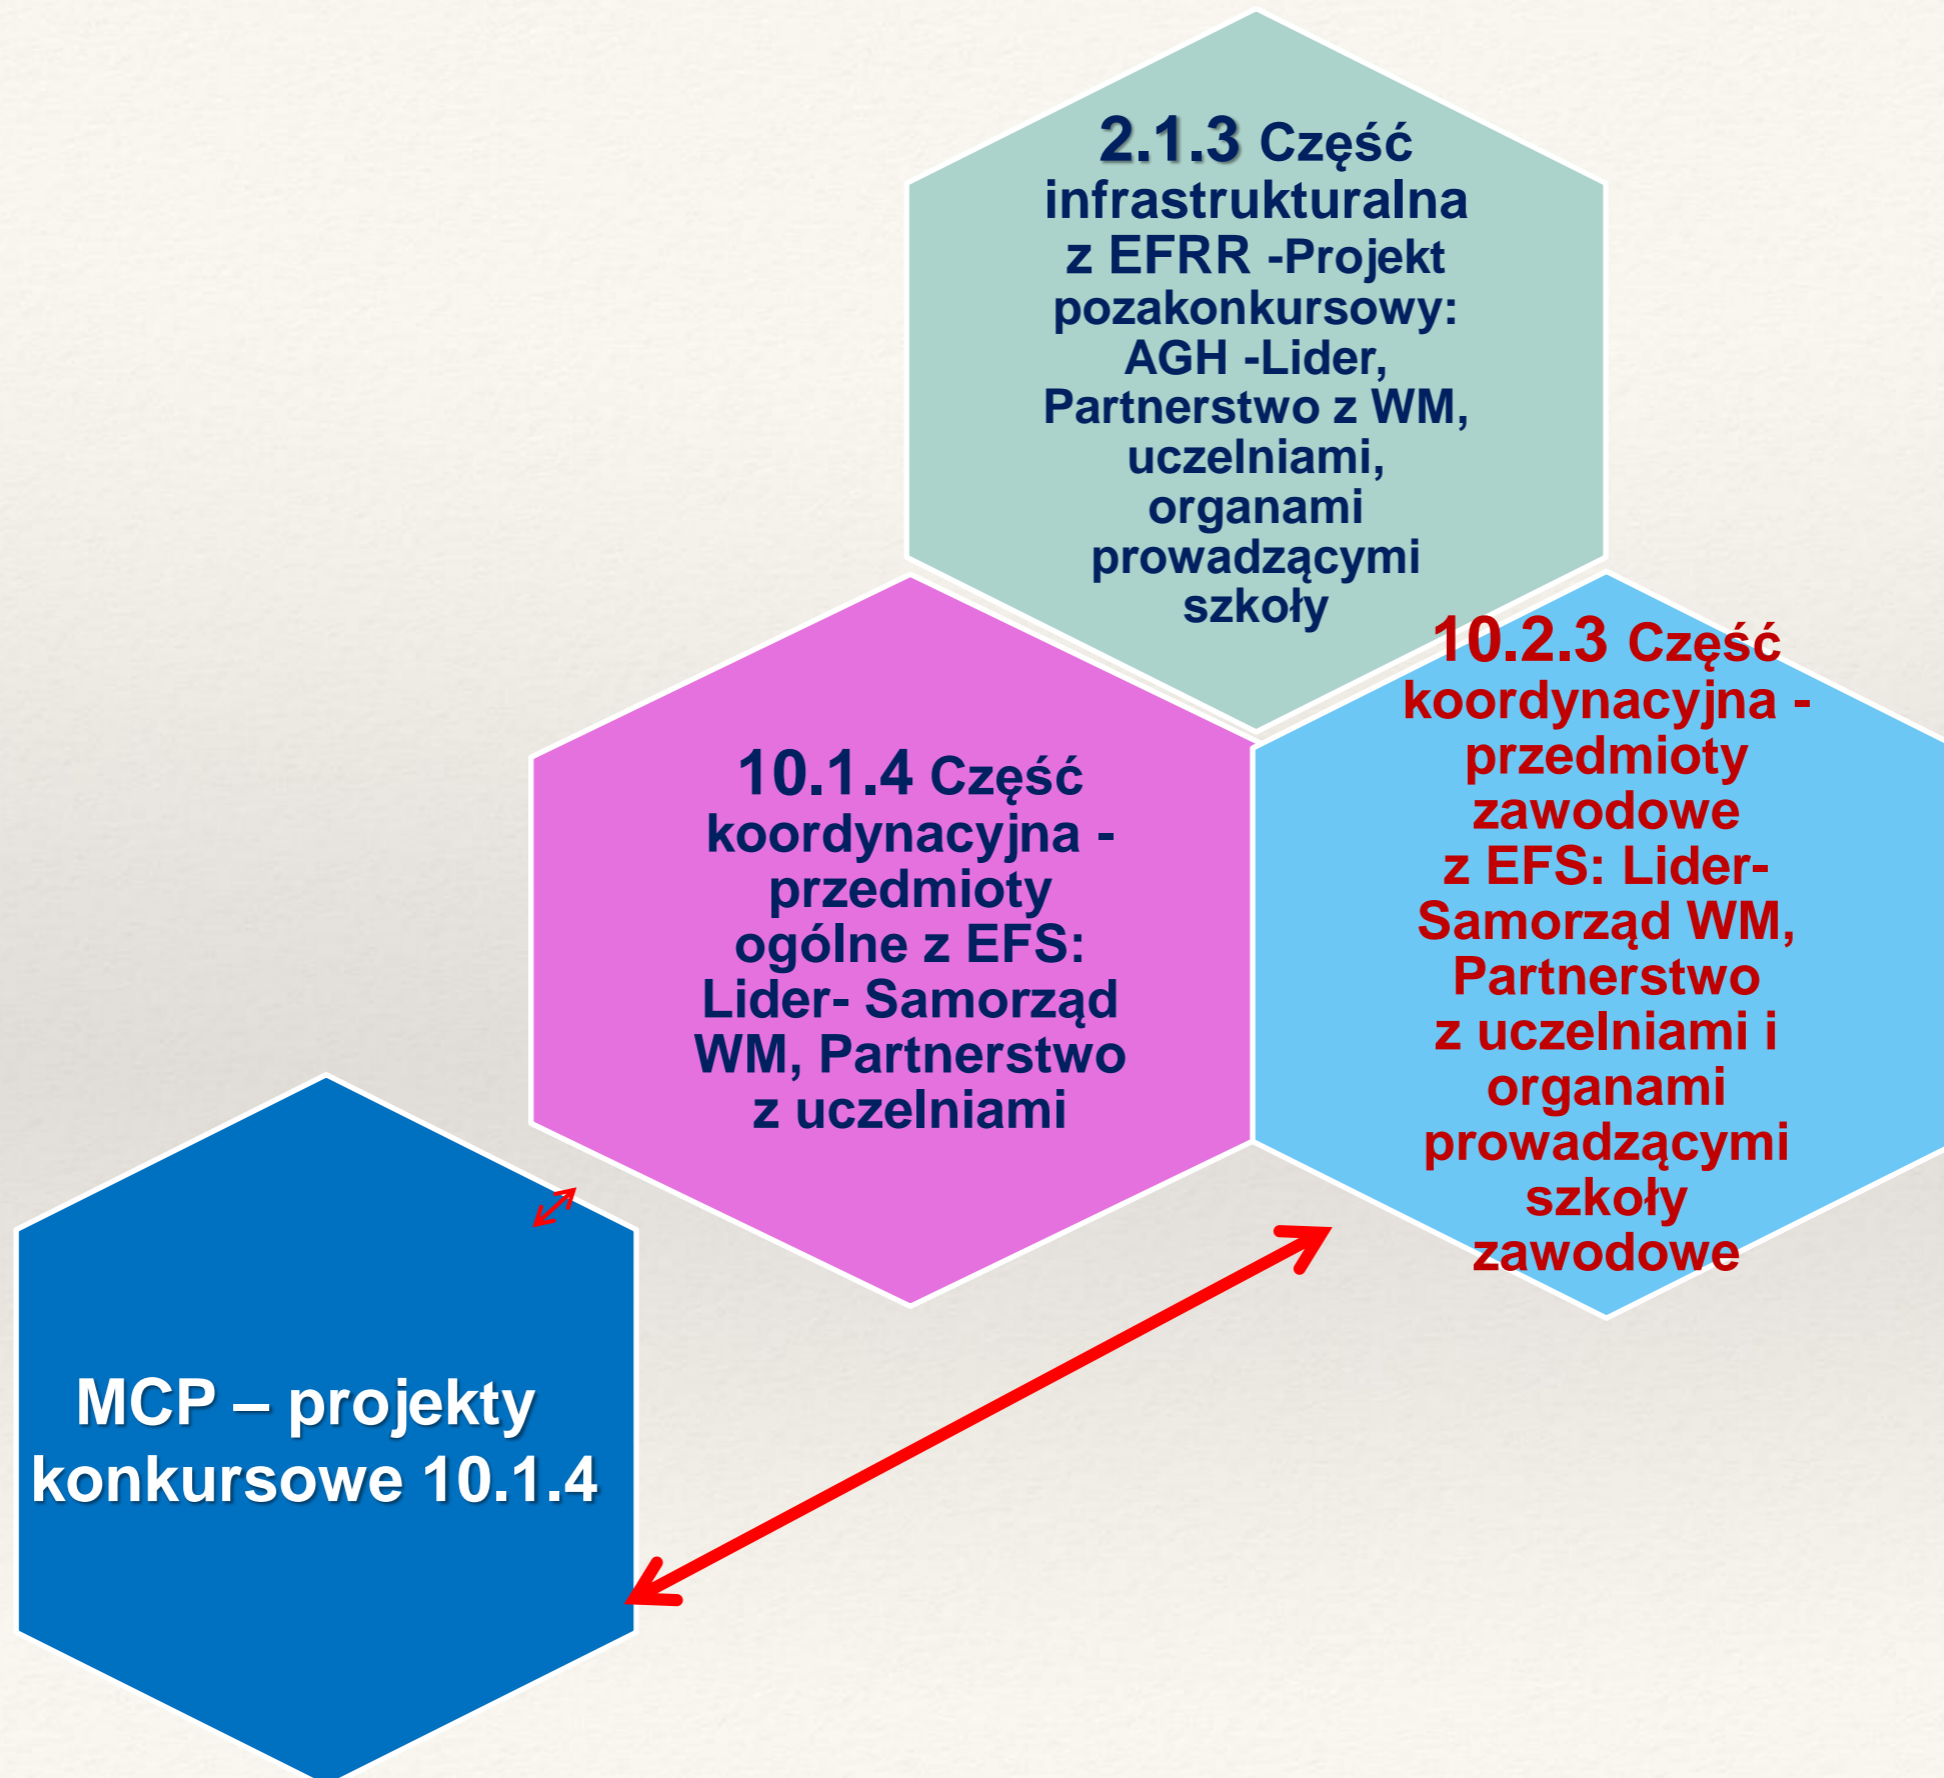 2.1.3 Część
infrastrukturalna
z EFRR -Projekt
pozakonkursowy:
AGH -Lider,
Partnerstwo z WM,
uczelniami,
organami
prowadzącymi
szkoły
10.1.4 Część
koordynacyjna -
przedmioty
ogólne z EFS:
Lider- Samorząd
WM, Partnerstwo
z uczelniami
10.2.3 Część
koordynacyjna -
przedmioty
zawodowe
z EFS: Lider-
Samorząd WM,
Partnerstwo
z uczelniami i
organami
prowadzącymi
szkoły
zawodowe
MCP – projekty
konkursowe 10.1.4